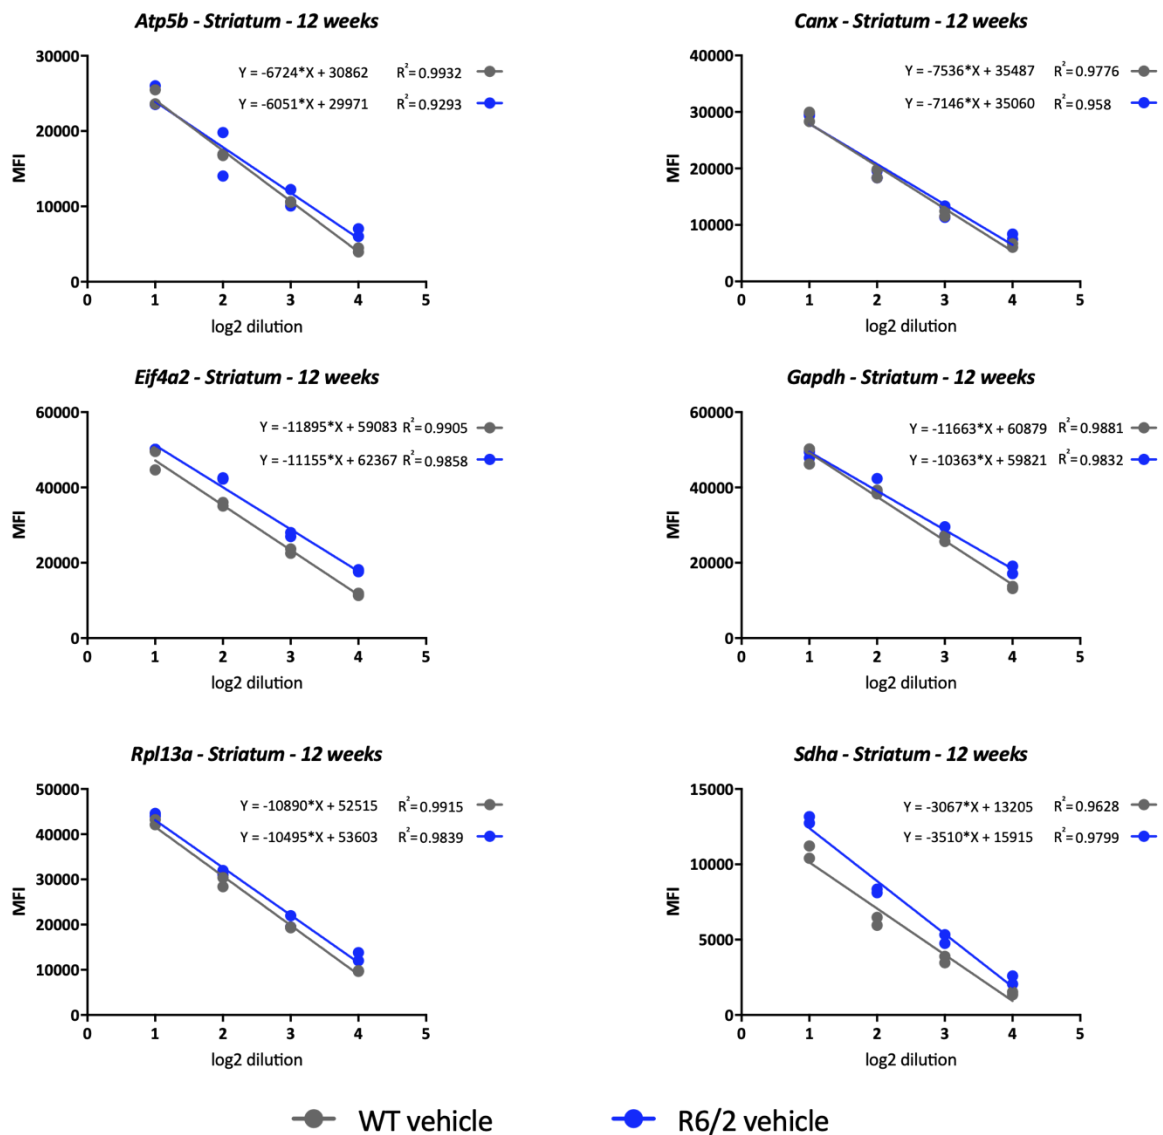 Atp5b - Striatum - 12 weeks
30000
20000
10000
0
MFI
Y = -6724*X + 30862 R²=0.9932
Y = -6051*X + 29971 R²=0.9293
0 1 2 3 4 5
log2 dilution
Canx - Striatum - 12 weeks
40000
30000
20000
10000
0
MFI
Y = -7536*X + 35487 R²=0.9776
Y = -7146*X + 35060 R²=0.958
0 1 2 3 4 5
log2 dilution
Eif4a2 - Striatum - 12 weeks
60000
40000
20000
0
MFI
Y = -11895*X + 59083 R²=0.9905
Y = -11155*X + 62367 R²=0.9858
0 1 2 3 4 5
log2 dilution
Gapdh - Striatum - 12 weeks
60000
40000
20000
0
MFI
Y = -11663*X + 60879 R²=0.9881
Y = -10363*X + 59821 R²=0.9832
0 1 2 3 4 5
log2 dilution
Rpl13a - Striatum - 12 weeks
50000
40000
30000
20000
10000
0
MFI
Y = -10890*X + 52515 R²=0.9915
Y = -10495*X + 53603 R²=0.9839
0 1 2 3 4 5
log2 dilution
Sdha - Striatum - 12 weeks
15000
10000
5000
0
MFI
Y = -3067*X + 13205 R²=0.9628
Y = -3510*X + 15915 R²=0.9799
0 1 2 3 4 5
log2 dilution
WT vehicle
R6/2 vehicle